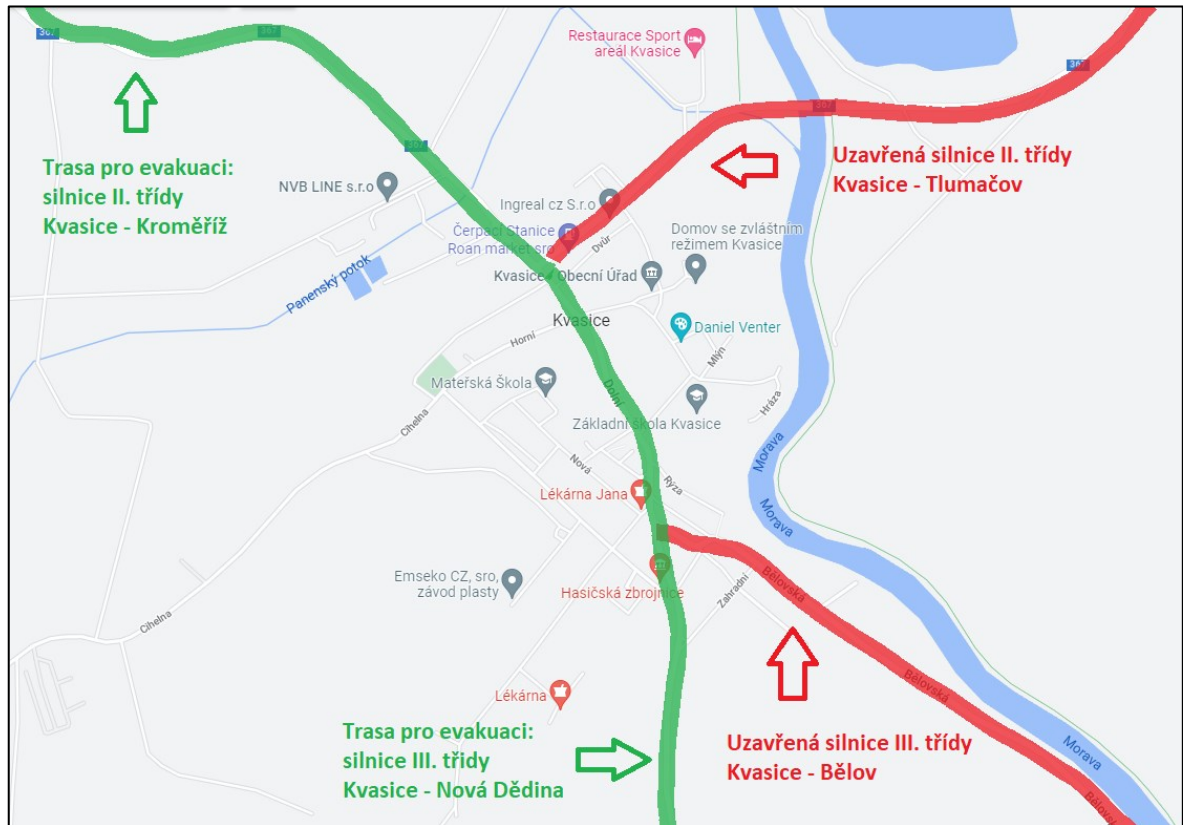 367
367
367
367
367
Restaurace Sport
areál Kvasice
Trasa pro evakuaci:
silnice II. třídy
Kvasice - Kroměříž
Uzavřená silnice II. třídy
Kvasice - Tlumačov
NVB LINE s.r.o
Ingreal cz S.r.o
Čerpací Stanice
Roan market sro
Dvůr
Domov se zvláštním
režimem Kvasice
Kvasice - Obecní Úřad
Panenský potok
Kvasice
Daniel Venter
Horní
Mlýn
Mateřská Škola
Dolní
Hráza
Základní škola Kvasice
Cihelna
Nová
Rýza
Morava
Morava
Lékárna Jana
Emseko CZ, sro,
závod plasty
Hasičská zbrojnice
Zahradní
Bělovská
Cihelna
Bělovská
Lékárna
Trasa pro evakuaci:
silnice III. třídy
Kvasice - Nová Dědina
Uzavřená silnice III. třídy
Kvasice - Bělov
Morava